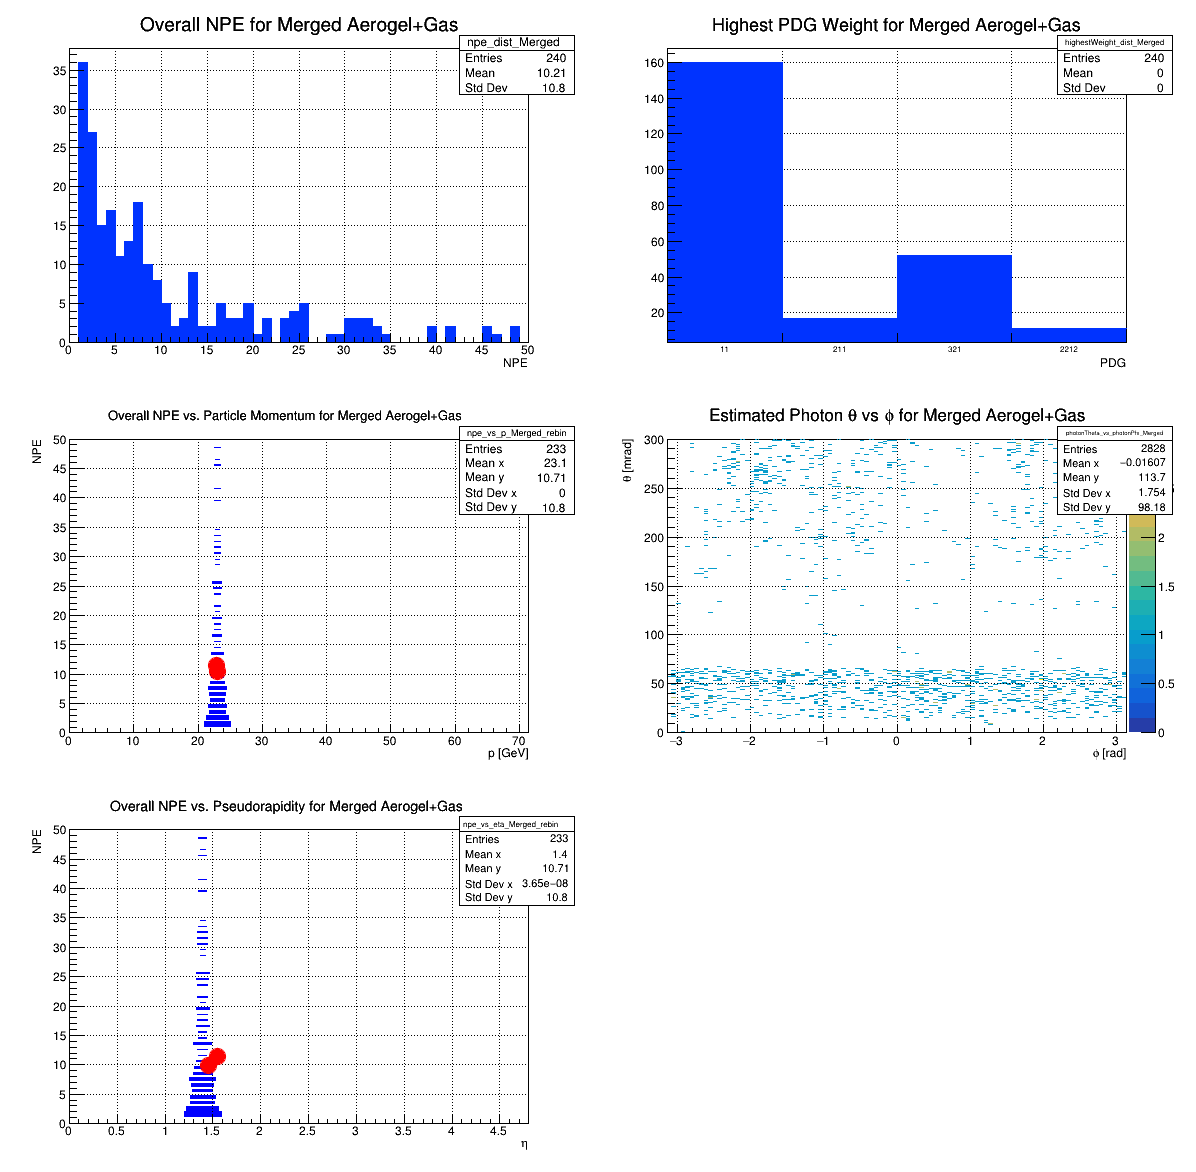 Overall NPE for Merged Aerogel+Gas
npe_dist_Merged
Entries 240
Mean 10.21
Std Dev 10.8
35
30
25
20
15
10
5
0
0 5 10 15 20 25 30 35 40 45 50
NPE
Highest PDG Weight for Merged Aerogel+Gas
highestWeight_dist_Merged
Entries 240
Mean 0
Std Dev 0
160
140
120
100
80
60
40
20
11 211 321 2212
PDG
Overall NPE vs. Particle Momentum for Merged Aerogel+Gas
npe_vs_p_Merged_rebin
Entries 233
Mean x 23.1
Mean y 10.71
Std Dev x 0
Std Dev y 10.8
NPE
50
45
40
35
30
25
20
15
10
5
0
0 10 20 30 40 50 60 70
p [GeV]
Estimated Photon θ vs ϕ for Merged Aerogel+Gas
photonTheta_vs_photonPhi_Merged
Entries 2828
Mean x −0.01607
Mean y 113.7
Std Dev x 1.754
Std Dev y 98.18
θ [mrad]
300
250
200
150
100
50
0
−3 −2 −1 0 1 2 3
ϕ [rad]
2
1.5
1
0.5
0
Overall NPE vs. Pseudorapidity for Merged Aerogel+Gas
npe_vs_eta_Merged_rebin
Entries 233
Mean x 1.4
Mean y 10.71
Std Dev x 3.65e−08
Std Dev y 10.8
NPE
50
45
40
35
30
25
20
15
10
5
0
0 0.5 1 1.5 2 2.5 3 3.5 4 4.5
η